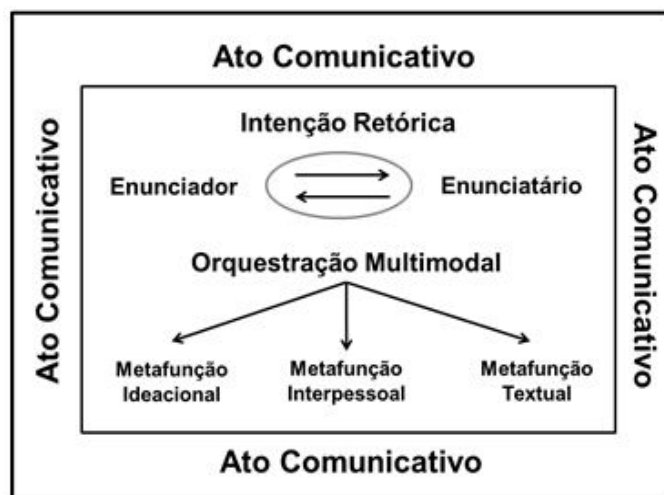 Ato Comunicativo
Ato Comunicativo
Ato Comunicativo
Intenção Retórica
Enunciador
Enunciatário
Orquestração Multimodal
Metafunção
Ideacional
Metafunção
Interpessoal
Metafunção
Textual
Ato Comunicativo